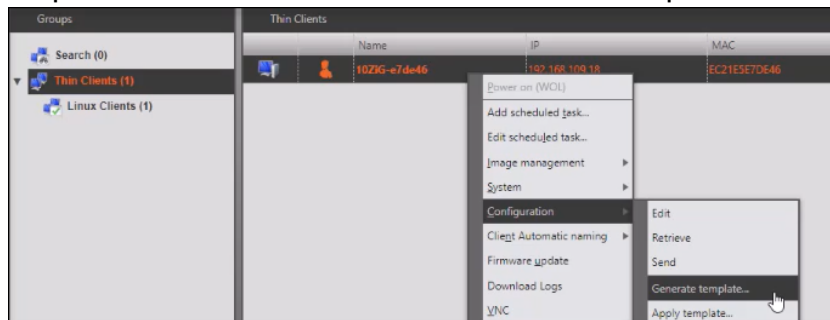 Groups
Thin Clients
Name IP MAC
Search (0)
Thin Clients (1)
Linux Clients (1)
10ZIG-e7de46 192.168.109.18 EC21E5E7DE46
Power on (WOL)
Add scheduled task...
Edit scheduled task...
Image management
System
Configuration
Client Automatic naming
Firmware update
Download Logs
VNC
Edit
Retrieve
Send
Generate template...
Apply template...